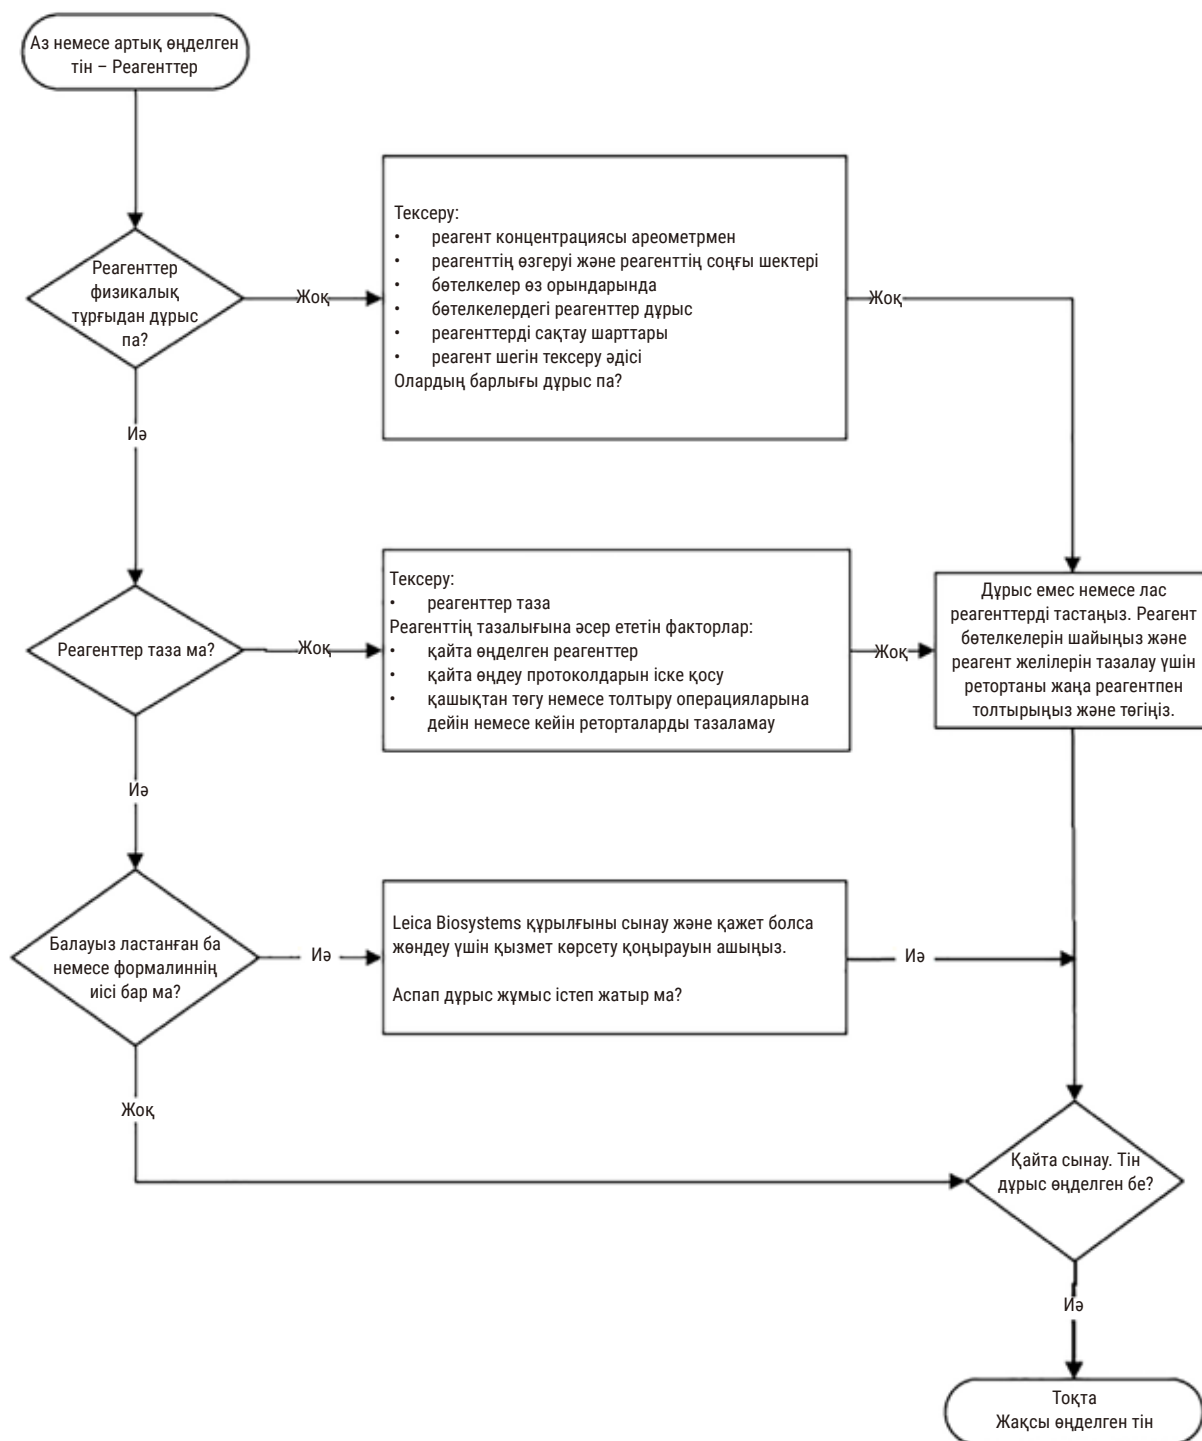 Аз немесе артық өңделген
тін – Реагенттер
Реагенттер
физикалық
тұрғыдан дұрыс
па?
Жоқ
Тексеру:
• реагент концентрациясы ареометрмен
• реагенттің өзгеруі және реагенттің соңғы шектері
• бөтелкелер өз орындарында
• бөтелкелердегі реагенттер дұрыс
• реагенттерді сақтау шарттары
• реагент шегін тексеру әдісі
Олардың барлығы дұрыс па?
Жоқ
Иә
Реагенттер таза ма?
Жоқ
Тексеру:
• реагенттер таза
Реагенттің тазалығына әсер ететін факторлар:
• қайта өңделген реагенттер
• қайта өңдеу протоколдарын іске қосу
• қашықтан төгу немесе толтыру операцияларына
дейін немесе кейін реторталарды тазаламау
Жоқ
Дұрыс емес немесе лас
реагенттерді тастаңыз. Реагент
бөтелкелерін шайыңыз және
реагент желілерін тазалау үшін
ретортаны жаңа реагентпен
толтырыңыз және төгіңіз.
Иә
Балауыз ластанған ба
немесе формалиннің
иісі бар ма?
Иә
Leica Biosystems құрылғыны сынау және қажет болса
жөндеу үшін қызмет көрсету қоңырауын ашыңыз.
Аспап дұрыс жұмыс істеп жатыр ма?
Иә
Жоқ
Қайта сынау. Тін
дұрыс өңделген бе?
Иә
Тоқта
Жақсы өңделген тін